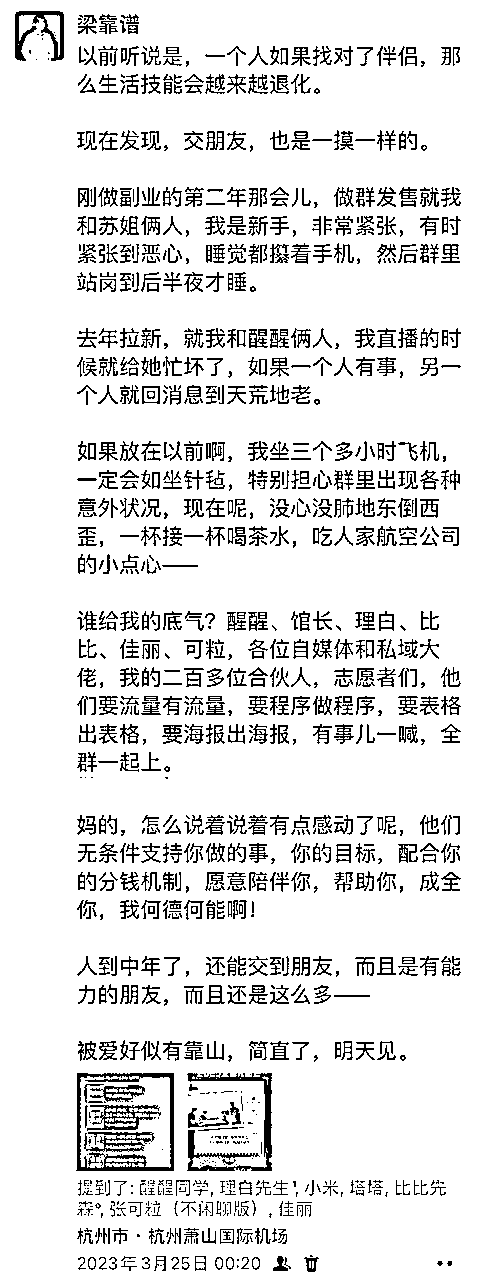 梁靠谱
以前听说是，一个人如果找对了伴侣，那
么生活技能会越来越退化。
现在发现，交朋友，也是一摸一样的。
刚做副业的第二年那会儿，做群发售就我
和苏姐俩人，我是新手，非常紧张，有时
紧张到恶心，睡觉都攥着手机，然后群里
站岗到后半夜才睡。
去年拉新，就我和醒醒俩人，我直播的时
候就给她忙坏了，如果一个人有事，另一
个人就回消息到天荒地老。
如果放在以前啊，我坐三个多小时飞机，
一定会如坐针毡，特别担心群里出现各种
意外状况，现在呢，没心没肺地东倒西
歪，一杯接一杯喝茶水，吃人家航空公司
的小点心——
谁给我的底气？醒醒、馆长、理白、比
比、佳丽、可粒，各位自媒体和私域大
佬，我的二百多位合伙人，志愿者们，他
们要流量有流量，要程序做程序，要表格
出表格，要海报出海报，有事儿一喊，全
群一起上。
妈的，怎么说着说着有点感动了呢，他们
无条件支持你做的事，你的目标，配合你
的分钱机制，愿意陪伴你，帮助你，成全
你，我何德何能啊！
人到中年了，还能交到朋友，而且是有能
力的朋友，而且还是这么多——
被爱好似有靠山，简直了，明天见。
提到了：醒醒同学, 理白先生, 小米, 塔塔, 比比先
森°, 张可粒（不闲聊版）, 佳丽
杭州市·杭州萧山国际机场
2023年3月25日 00:20